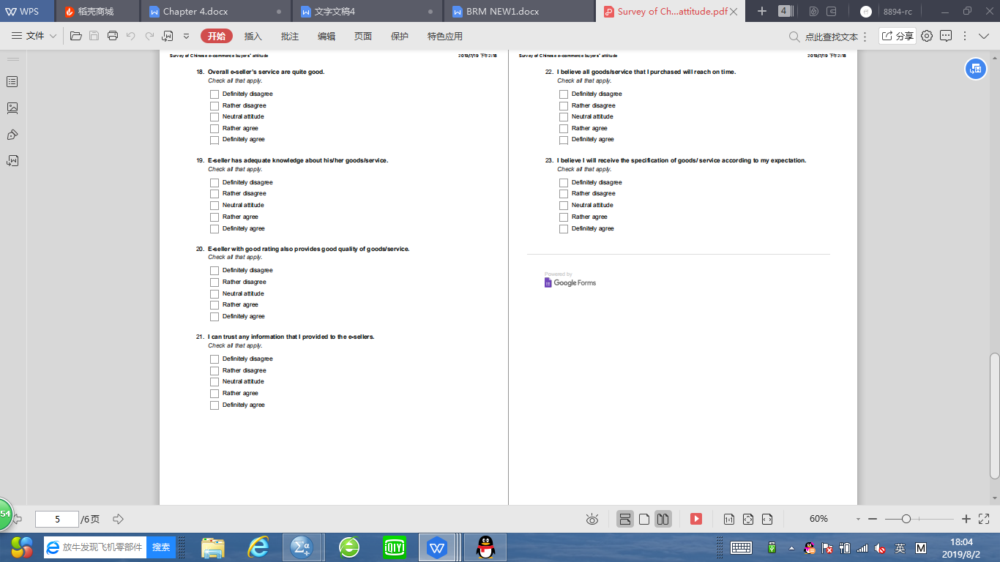 WPS
稻壳商城
Chapter 4.docx
文字文稿4
BRM NEW1.docx
Survey of Ch...attitude.pdf
4
8894-rc
文件
开始
插入
批注
编辑
页面
保护
特色应用
点此查找文本
分享
Survey of Chinese e-commerce buyers' attitude 2019/7/19 下午2:18
18. Overall e-seller's service are quite good.
Check all that apply.
Definitely disagree
Rather disagree
Neutral attitude
Rather agree
Definitely agree
19. E-seller has adequate knowledge about his/her goods/service.
Check all that apply.
Definitely disagree
Rather disagree
Neutral attitude
Rather agree
Definitely agree
20. E-seller with good rating also provides good quality of goods/service.
Check all that apply.
Definitely disagree
Rather disagree
Neutral attitude
Rather agree
Definitely agree
21. I can trust any information that I provided to the e-sellers.
Check all that apply.
Definitely disagree
Rather disagree
Neutral attitude
Rather agree
Definitely agree
Survey of Chinese e-commerce buyers' attitude 2019/7/19 下午2:18
22. I believe all goods/service that I purchased will reach on time.
Check all that apply.
Definitely disagree
Rather disagree
Neutral attitude
Rather agree
Definitely agree
23. I believe I will receive the specification of goods/ service according to my expectation.
Check all that apply.
Definitely disagree
Rather disagree
Neutral attitude
Rather agree
Definitely agree
Powered by
Google Forms
54
5 /6页
1:1
60%
放牛发现飞机零部件 搜索
iQIYI
英
M
18:04
2019/8/2